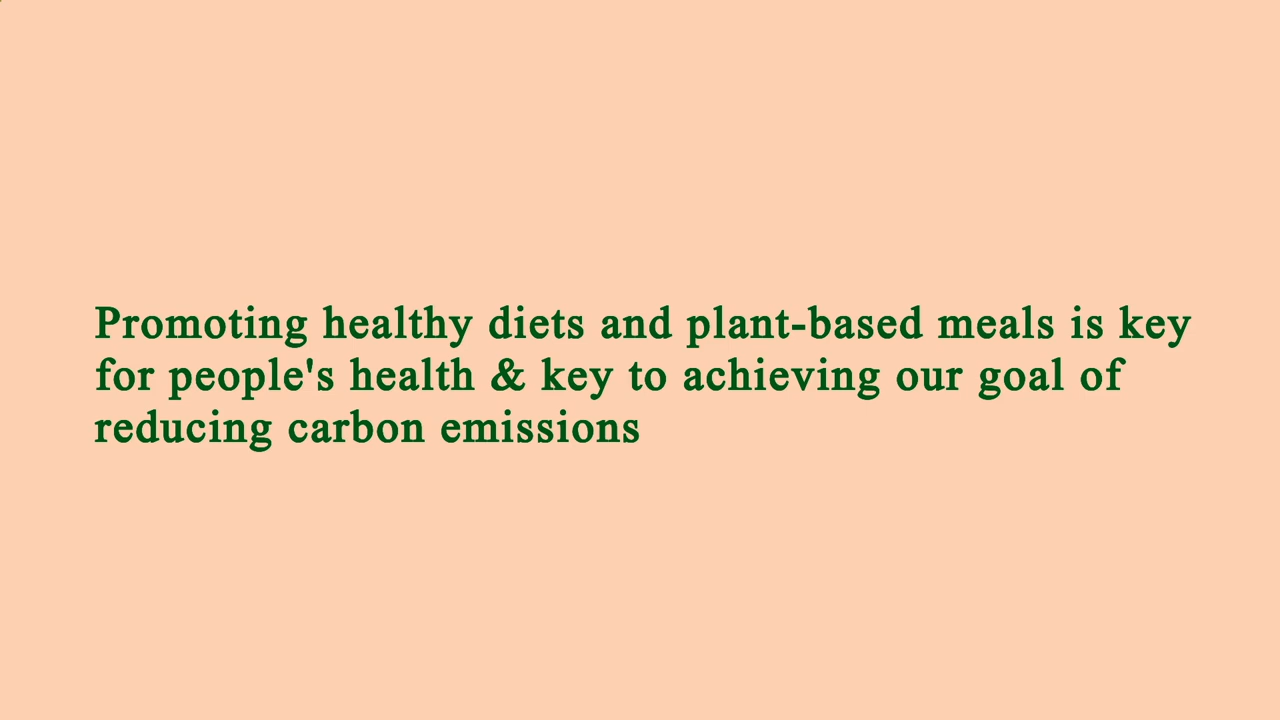 Promoting healthy diets and plant-based meals is key
for people's health & key to achieving our goal of
reducing carbon emissions